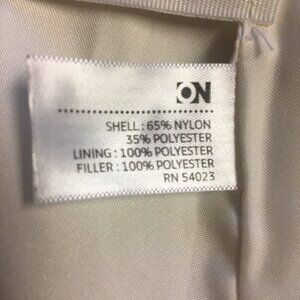 ON
SHELL : 65% NYLON
35% POLYESTER
LINING : 100% POLYESTER
FILLER : 100% POLYESTER
RN 54023